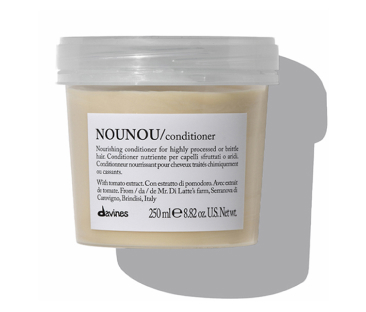 NOUNOU/conditioner
Nourishing conditioner for highly processed or brittle
hair. Conditioner nutriente per capelli sfruttati o aridi.
Conditionneur nourrissant pour cheveux traités chimiquement
ou cassants.
With tomato extract. Con estratto di pomodoro. Avec extrait
de tomate. From / da / de Mr. Di Latte's farm, Serranova di
Carovigno, Brindisi, Italy
davines 250 ml e 8.82 oz. U.S. Net wt.